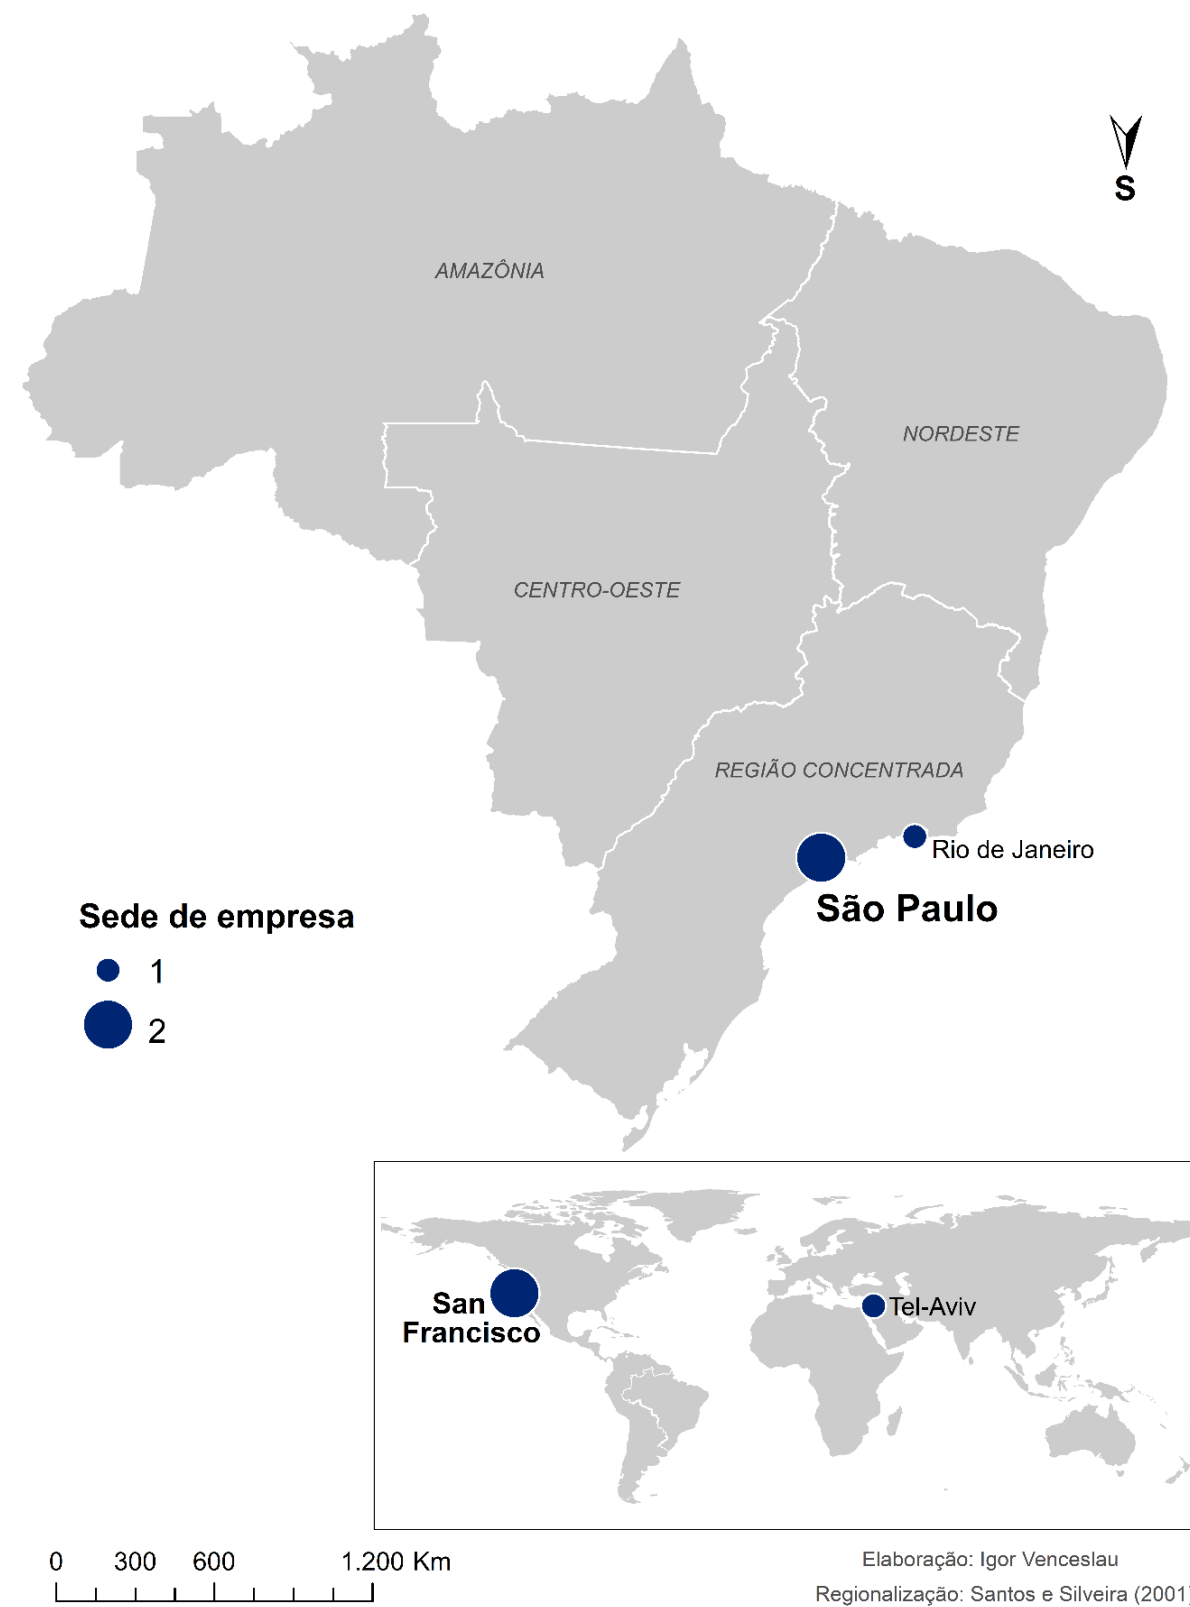 S
AMAZÔNIA
NORDESTE
CENTRO-OESTE
REGIÃO CONCENTRADA
Rio de Janeiro
São Paulo
Sede de empresa
1
2
San
Francisco
Tel-Aviv
0 300 600 1.200 Km
Elaboração: Igor Venceslau
Regionalização: Santos e Silveira (2001)